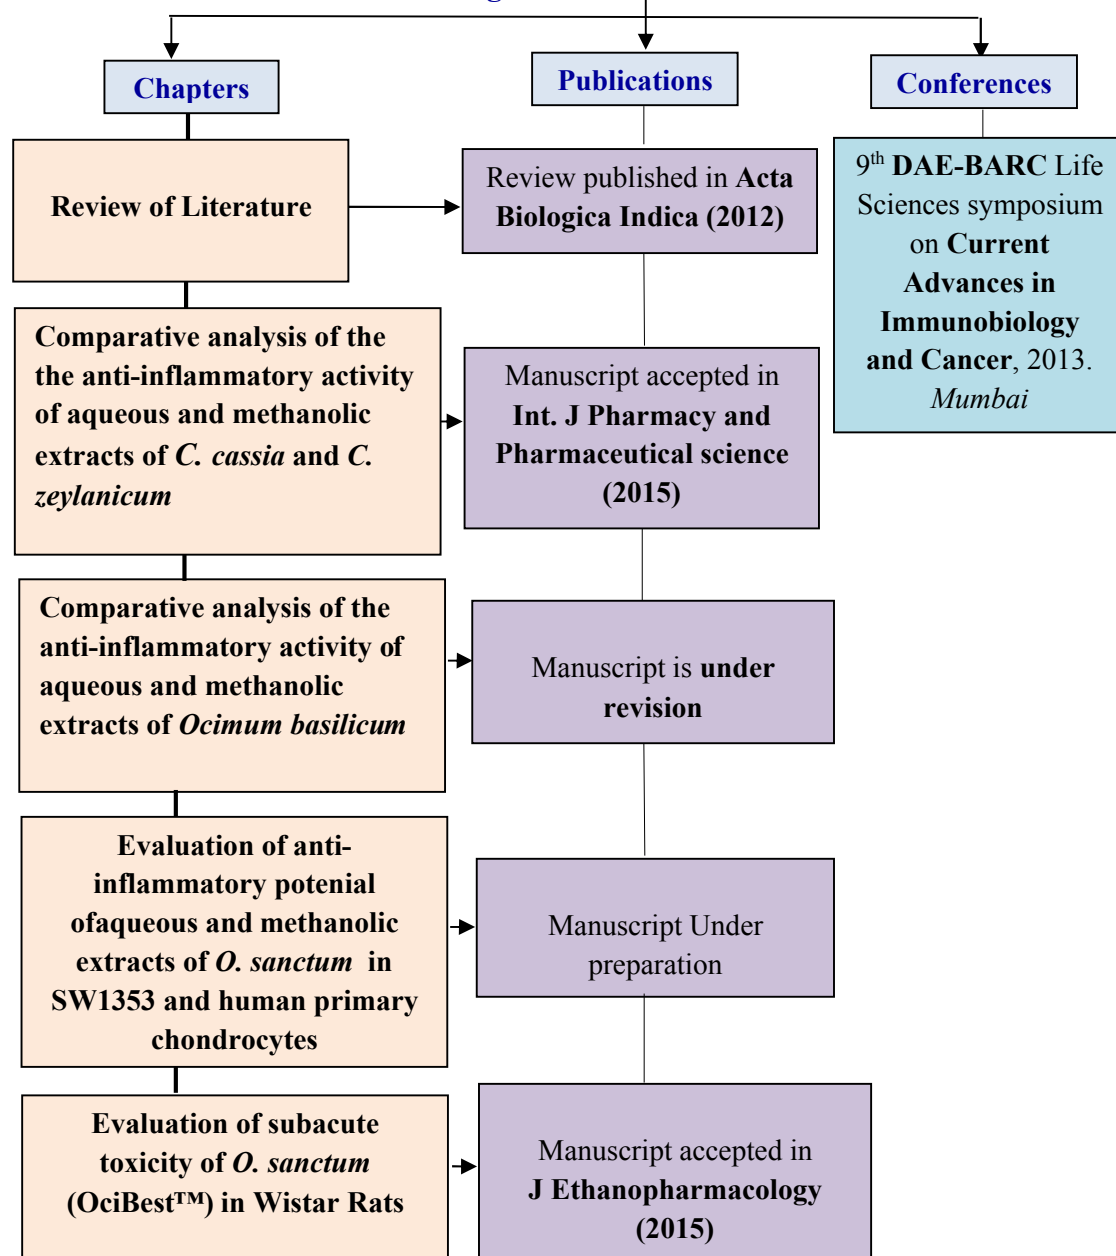 Chapters
Publications
Conferences
Review of Literature
Review published in Acta
Biologica Indica (2012)
9th DAE-BARC Life
Sciences symposium
on Current
Advances in
Immunobiology
and Cancer, 2013.
Mumbai
Comparative analysis of the
the anti-inflammatory activity
of aqueous and methanolic
extracts of C. cassia and C.
zeylanicum
Manuscript accepted in
Int. J Pharmacy and
Pharmaceutical science
(2015)
Comparative analysis of the
anti-inflammatory activity of
aqueous and methanolic
extracts of Ocimum basilicum
Manuscript is under
revision
Evaluation of anti-
inflammatory potenial
ofaqueous and methanolic
extracts of O. sanctum in
SW1353 and human primary
chondrocytes
Manuscript Under
preparation
Evaluation of subacute
toxicity of O. sanctum
(OciBest™) in Wistar Rats
Manuscript accepted in
J Ethanopharmacology
(2015)